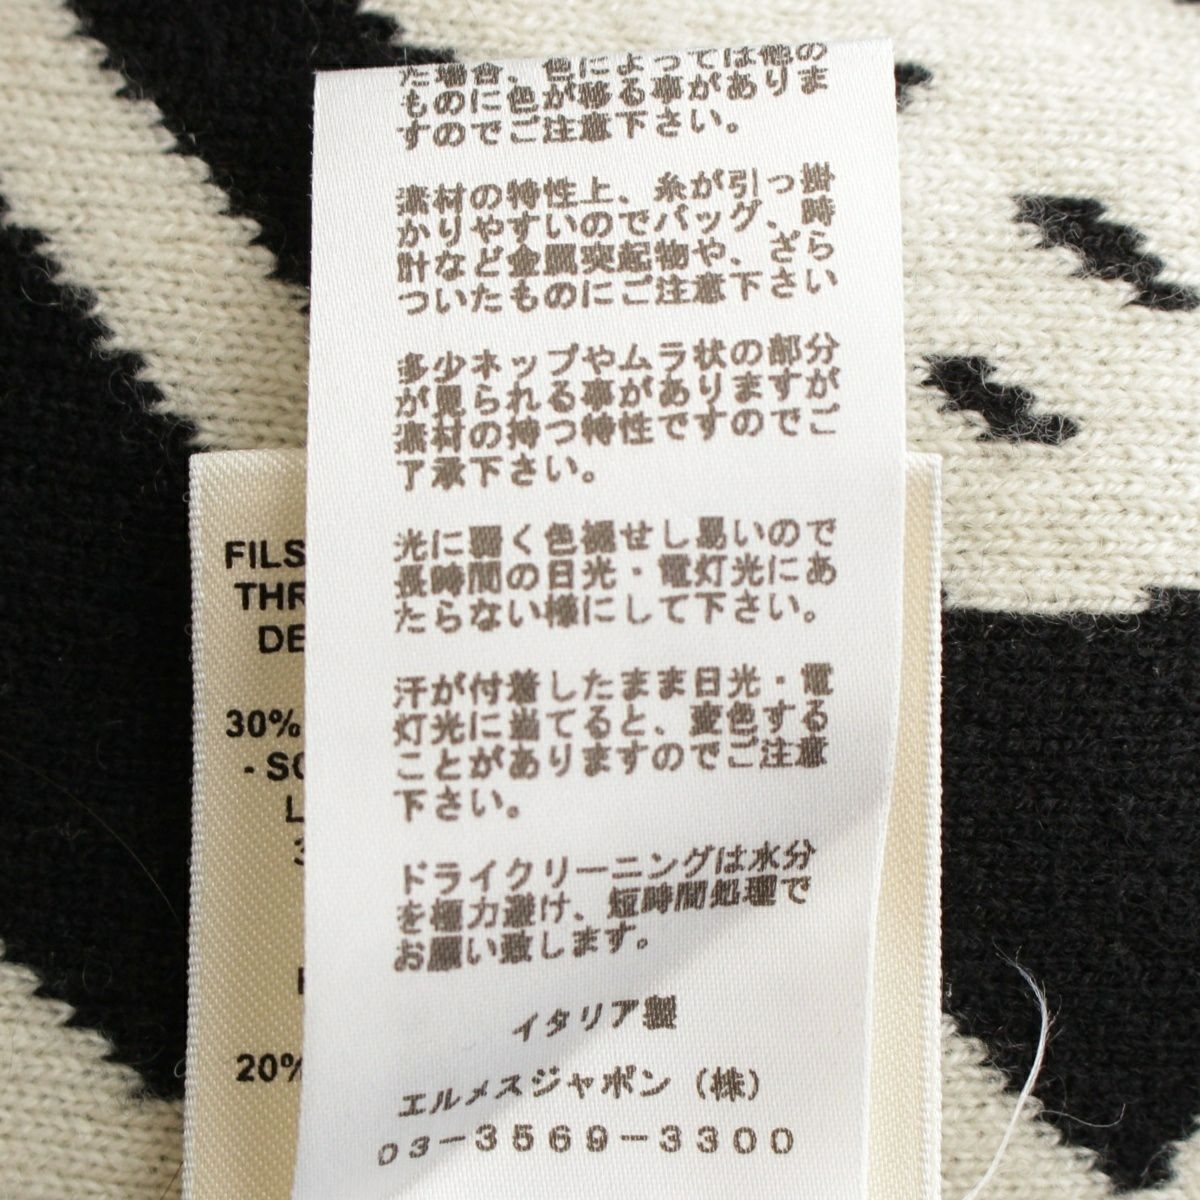 た場合、色によっては他の
ものに色が移る事がありま
すのでご注意下さい。
素材の特性上、糸が引っ掛
かりやすいのでバッグ、時
計など金属突起物や、ざら
ついたものにご注意下さい
多少ネップやムラ状の部分
が見られる事がありますが
素材の持つ特性ですのでご
了承下さい。
光に弱く色褪せし易いので
長時間の日光・電灯光にあ
たらない様にして下さい。
汗が付着したまま日光・電
灯光に当てると、変色する
ことがありますのでご注意
下さい。
ドライクリーニングは水分
を極力避け、短時間処理で
お願い致します。
イタリア製
エルメスジャポン（株）
03-3569-3300
FILS
THR
DE
30%
- SO
L
3
20%